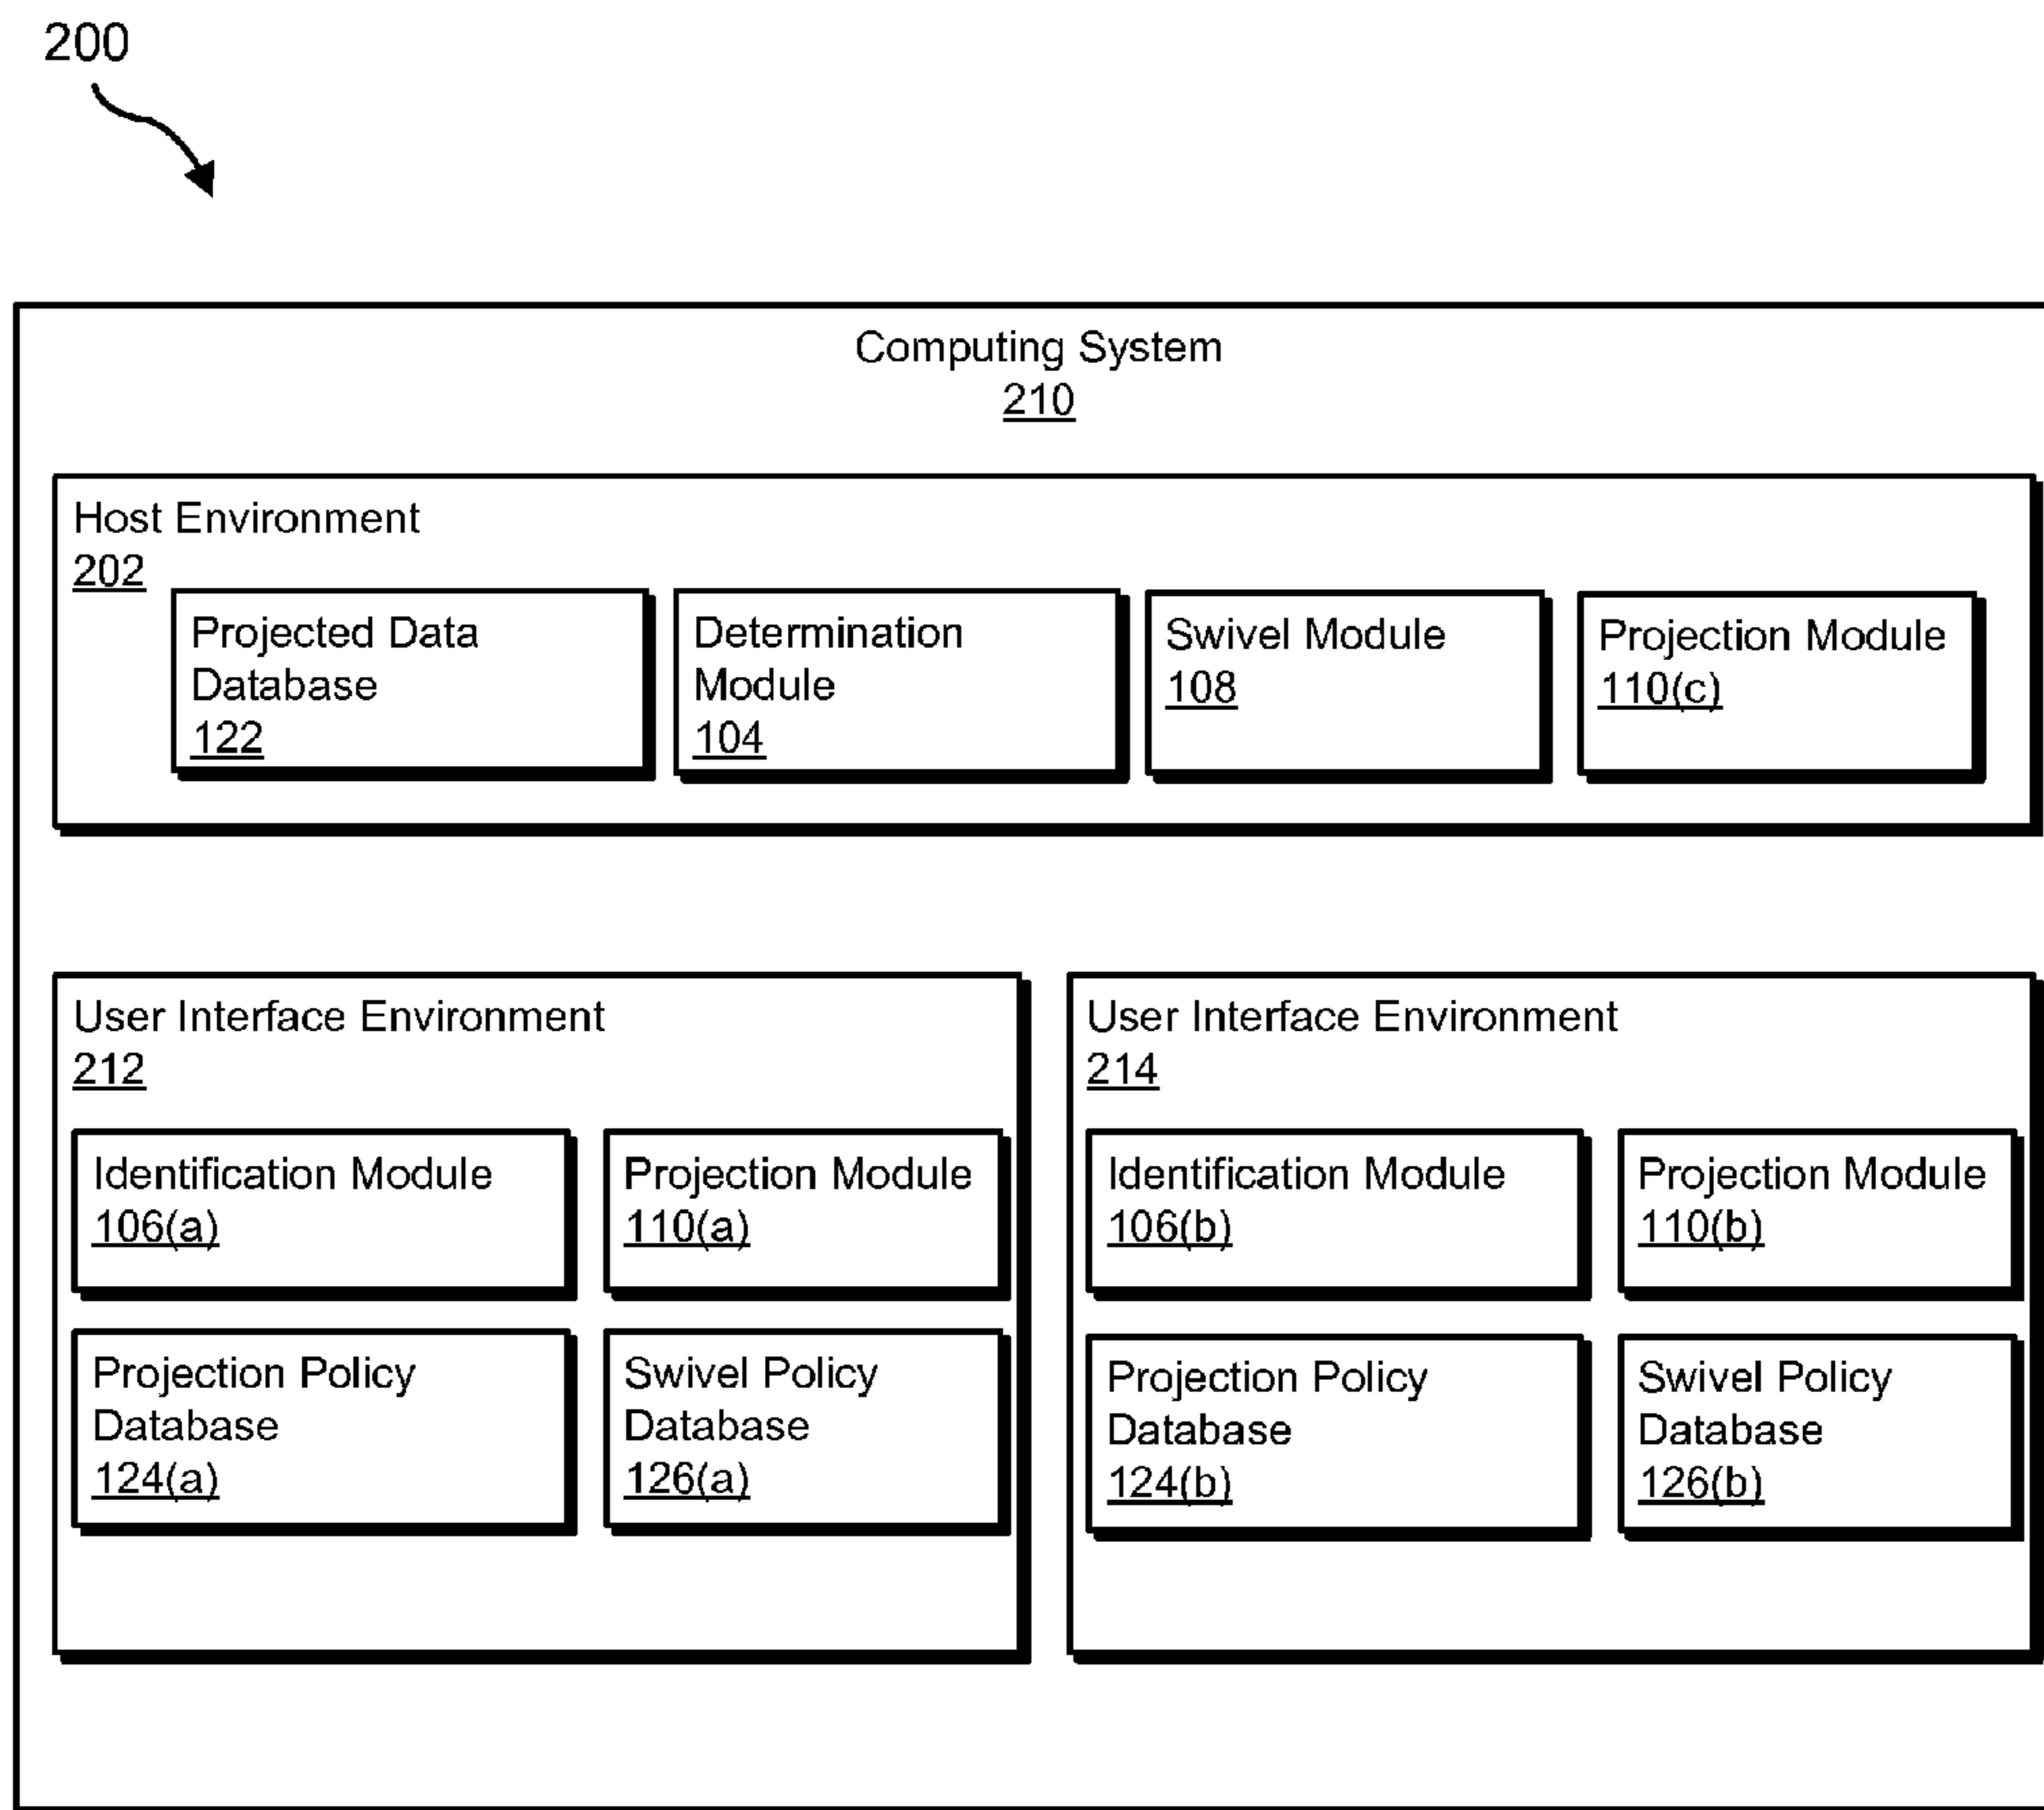 200
Computing System
210
Host Environment
202
Projected Data
Database
122
Determination
Module
104
Swivel Module
108
Projection Module
110(c)
User Interface Environment
212
Identification Module
106(a)
Projection Module
110(a)
Projection Policy
Database
124(a)
Swivel Policy
Database
126(a)
User Interface Environment
214
Identification Module
106(b)
Projection Module
110(b)
Projection Policy
Database
124(b)
Swivel Policy
Database
126(b)